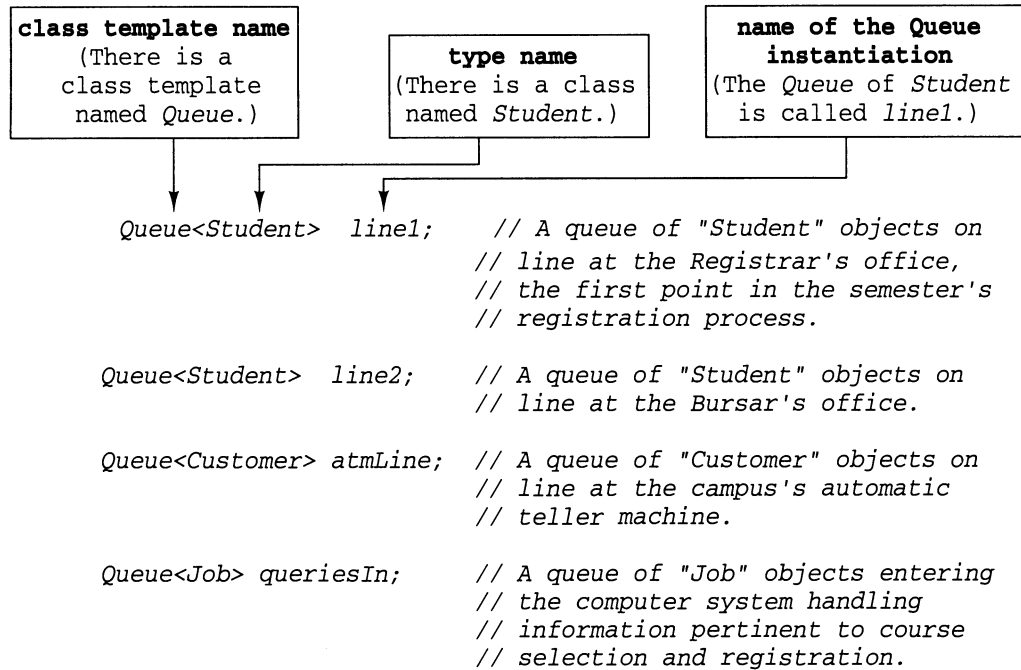 class template name
(There is a
class template
named Queue.)
type name
(There is a class
named Student.)
name of the Queue
instantiation
(The Queue of Student
is called line1.)
Queue<Student> line1; // A queue of "Student" objects on
// line at the Registrar's office,
// the first point in the semester's
// registration process.
Queue<Student> line2; // A queue of "Student" objects on
// line at the Bursar's office.
Queue<Customer> atmLine; // A queue of "Customer" objects on
// line at the campus's automatic
// teller machine.
Queue<Job> queriesIn; // A queue of "Job" objects entering
// the computer system handling
// information pertinent to course
// selection and registration.